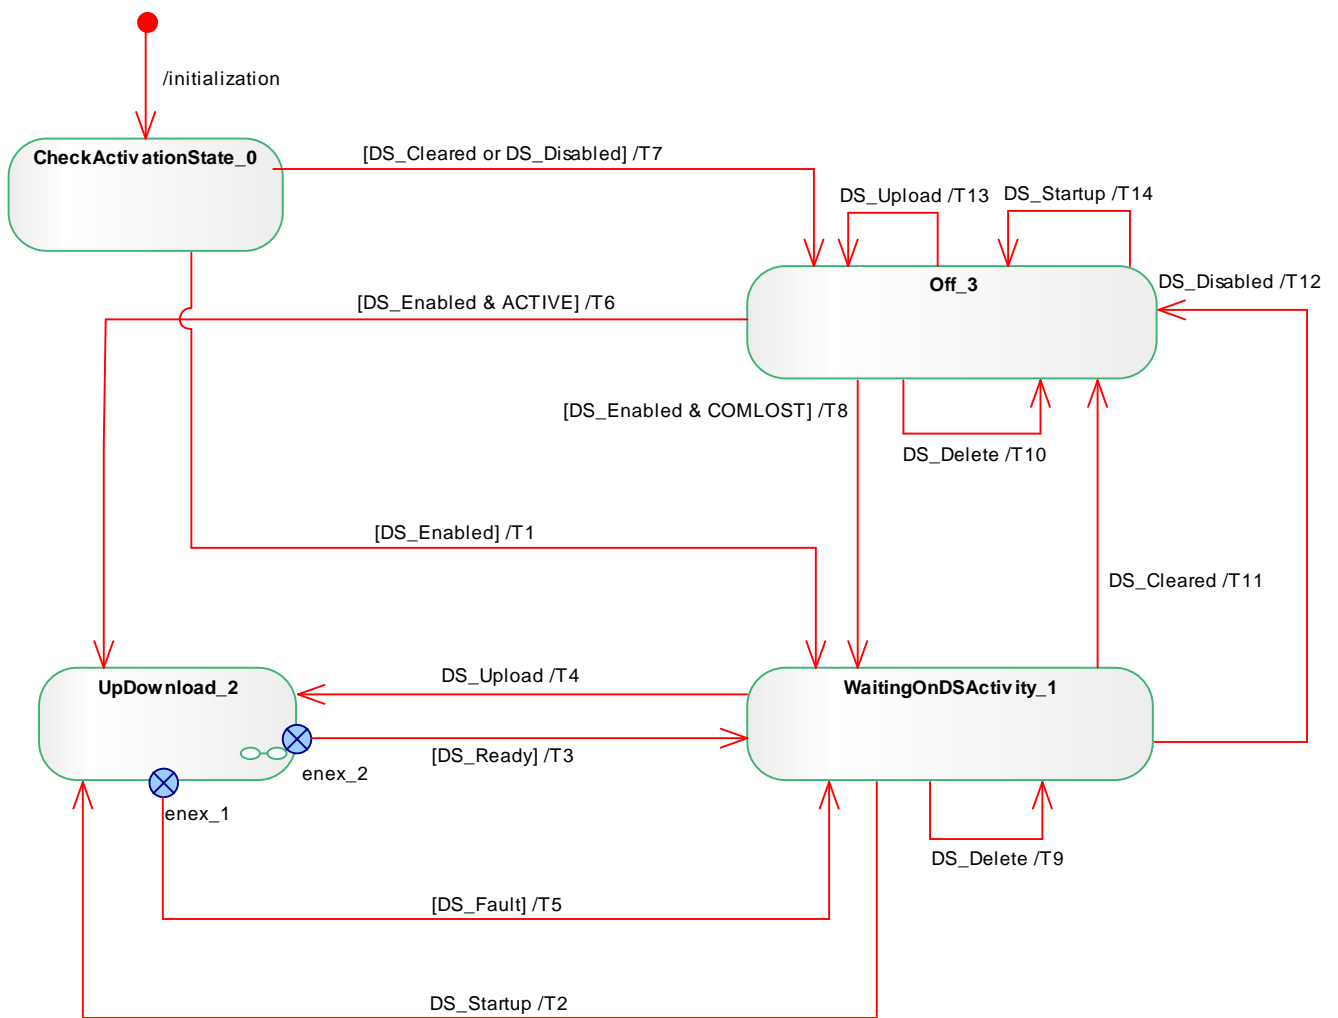 /initialization
CheckActivationState_0
[DS_Cleared or DS_Disabled] /T7
DS_Upload /T13
DS_Startup /T14
Off_3
DS_Disabled /T12
[DS_Enabled & ACTIVE] /T6
[DS_Enabled & COMLOST] /T8
DS_Delete /T10
[DS_Enabled] /T1
DS_Cleared /T11
UpDownload_2
DS_Upload /T4
WaitingOnDSActivity_1
[DS_Ready] /T3
enex_2
enex_1
DS_Delete /T9
[DS_Fault] /T5
DS_Startup /T2